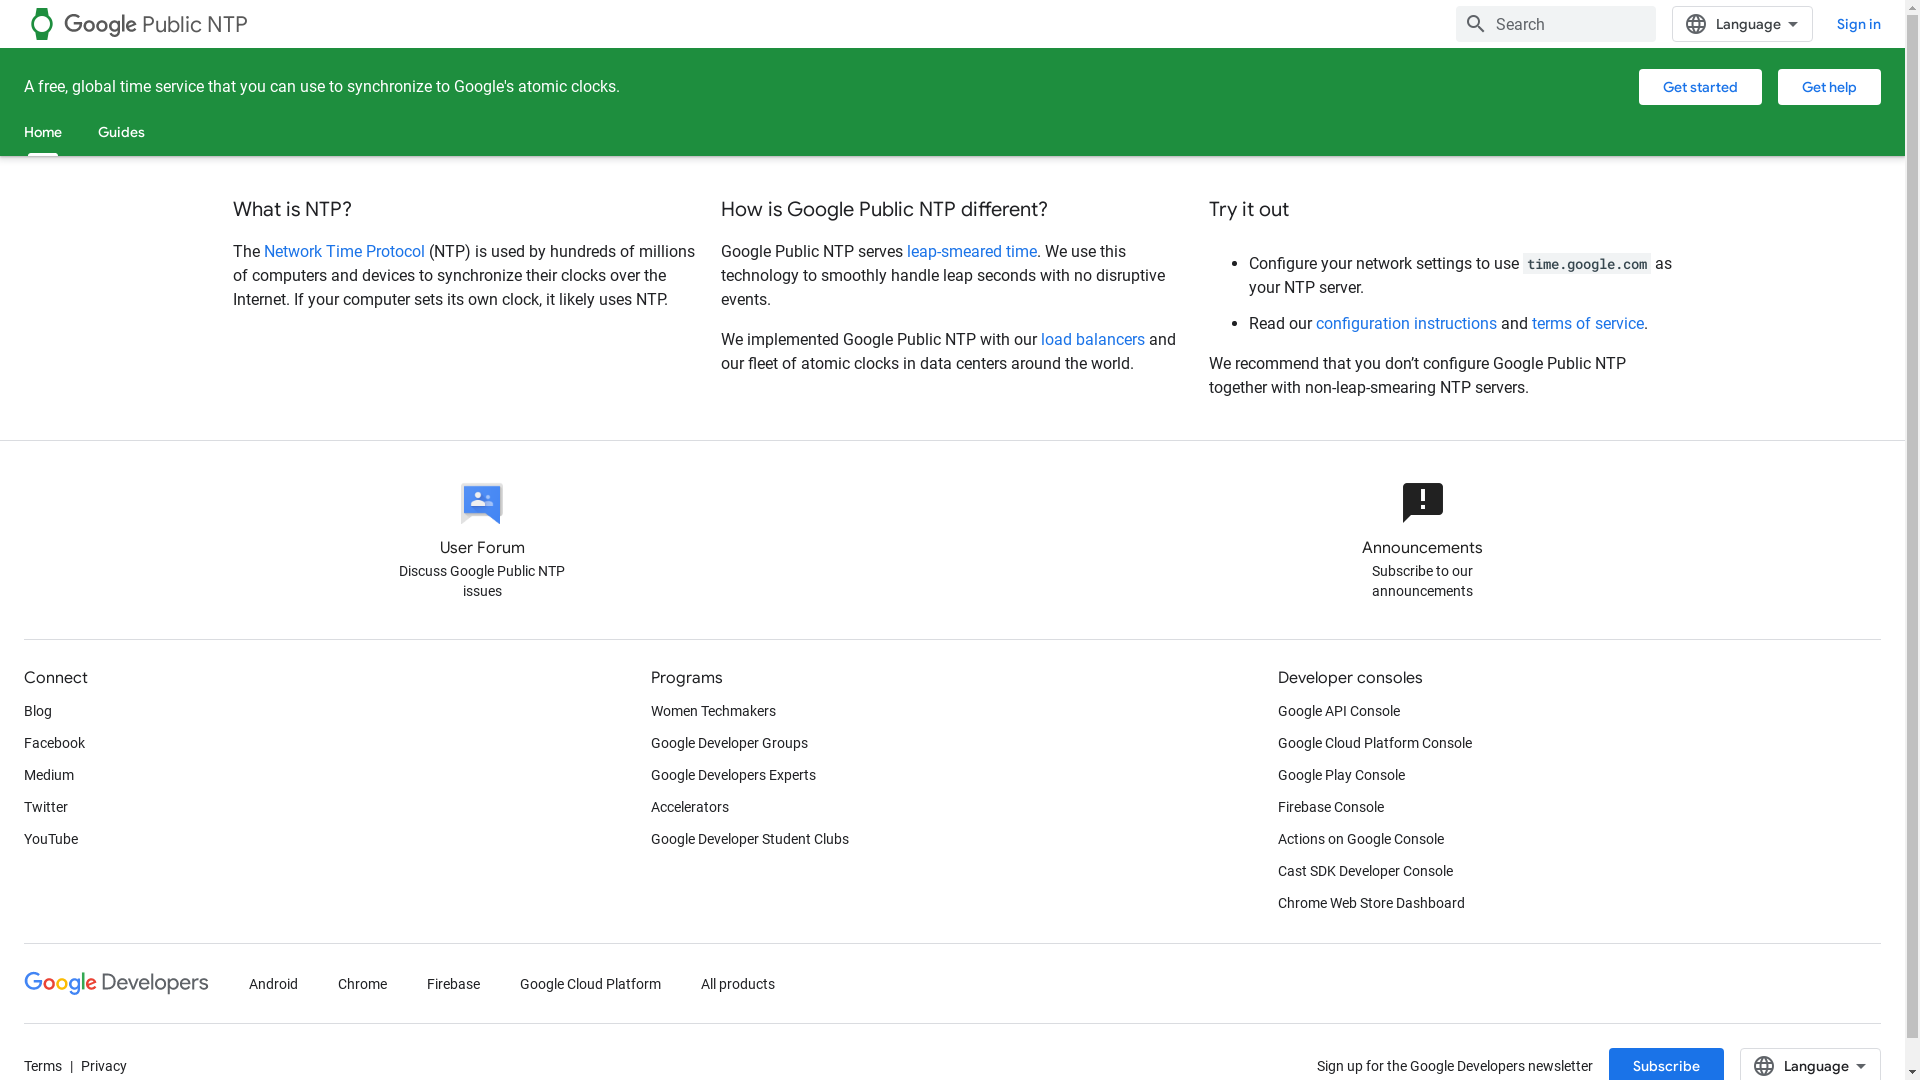 Google Public NTP
Search
Language
Sign in
A free, global time service that you can use to synchronize to Google's atomic clocks.
Get started
Get help
Home
Guides
What is NTP?
The Network Time Protocol (NTP) is used by hundreds of millions
of computers and devices to synchronize their clocks over the
Internet. If your computer sets its own clock, it likely uses NTP.
How is Google Public NTP different?
Google Public NTP serves leap-smeared time. We use this
technology to smoothly handle leap seconds with no disruptive
events.
We implemented Google Public NTP with our load balancers and
our fleet of atomic clocks in data centers around the world.
Try it out
• Configure your network settings to use time.google.com as
your NTP server.
• Read our configuration instructions and terms of service.
We recommend that you don’t configure Google Public NTP
together with non-leap-smearing NTP servers.
User Forum
Discuss Google Public NTP
issues
Announcements
Subscribe to our
announcements
Connect
Blog
Facebook
Medium
Twitter
YouTube
Programs
Women Techmakers
Google Developer Groups
Google Developers Experts
Accelerators
Google Developer Student Clubs
Developer consoles
Google API Console
Google Cloud Platform Console
Google Play Console
Firebase Console
Actions on Google Console
Cast SDK Developer Console
Chrome Web Store Dashboard
Google Developers
Android
Chrome
Firebase
Google Cloud Platform
All products
Terms | Privacy
Sign up for the Google Developers newsletter
Subscribe
Language